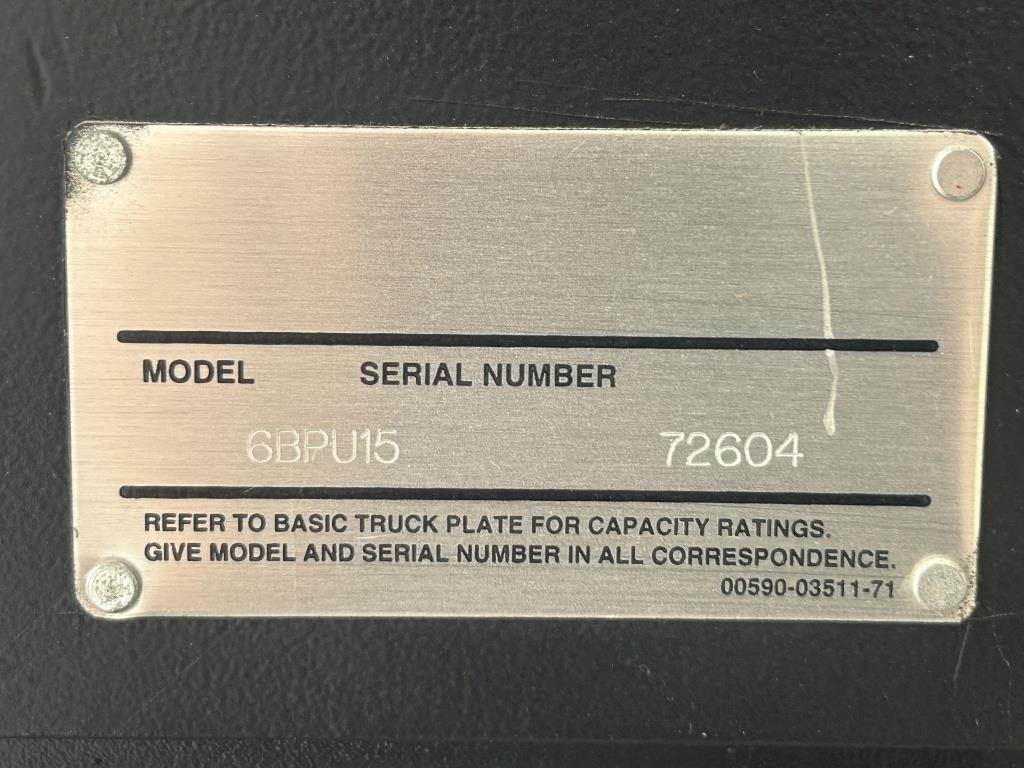 MODEL SERIAL NUMBER
6BPU15 72604
REFER TO BASIC TRUCK PLATE FOR CAPACITY RATINGS.
GIVE MODEL AND SERIAL NUMBER IN ALL CORRESPONDENCE.
00590-03511-71